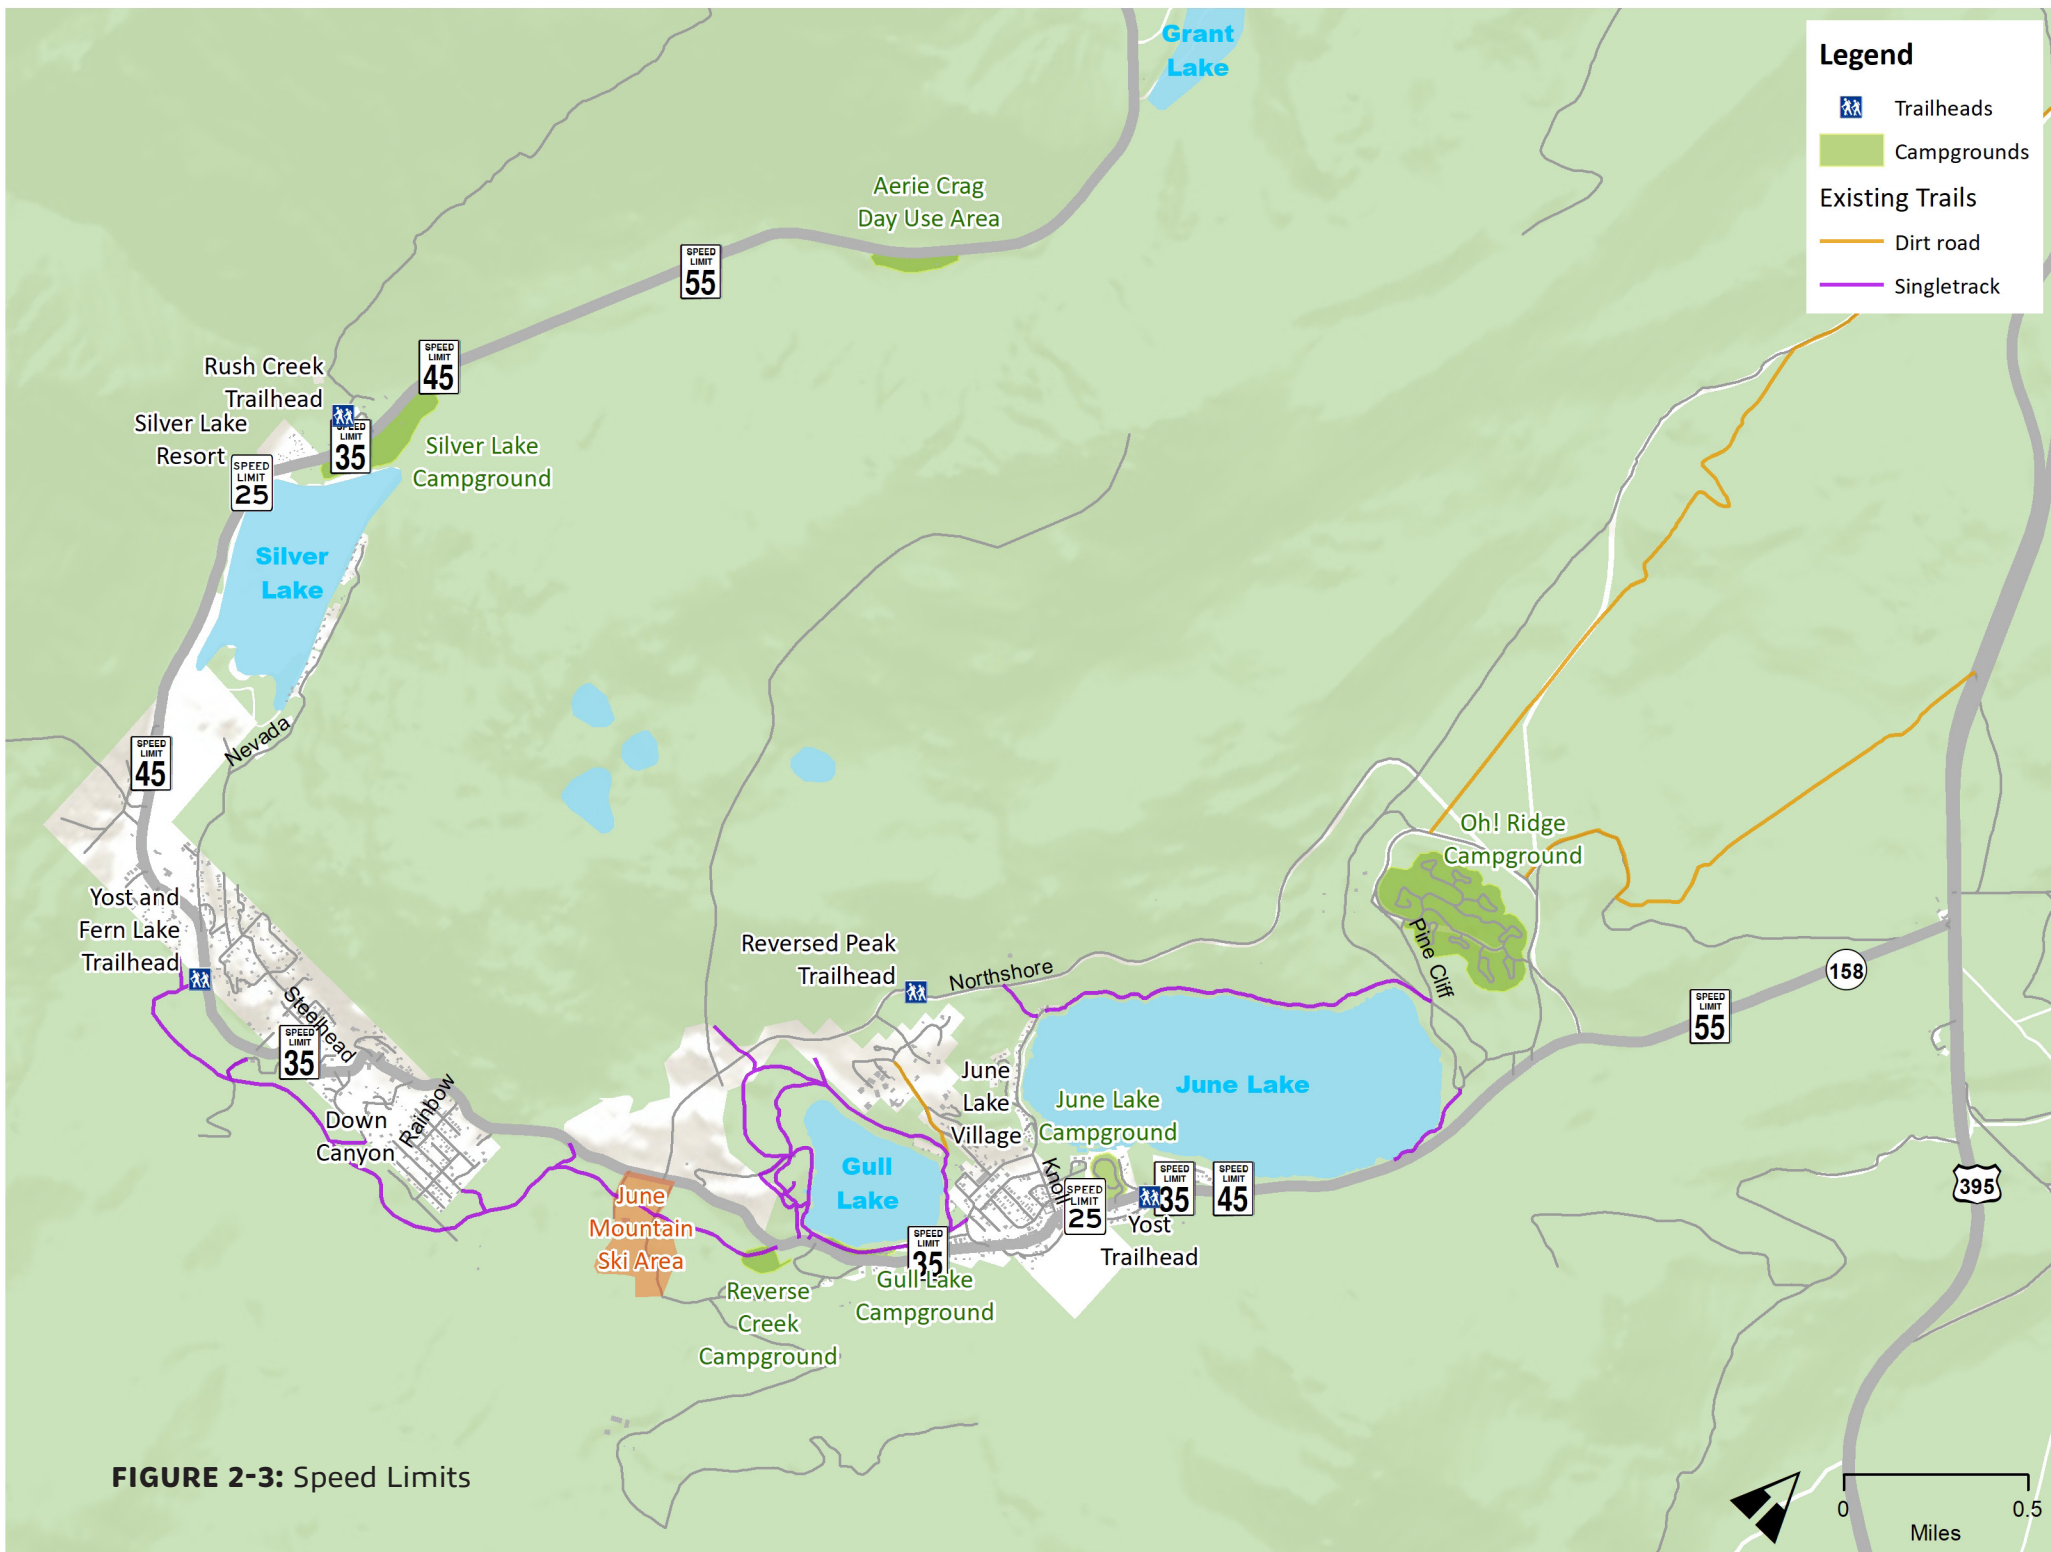 Grant
Lake
Legend
Trailheads
Campgrounds
Existing Trails
Dirt road
Singletrack
Aerie Crag
Day Use Area
SPEED
LIMIT
55
SPEED
LIMIT
45
Rush Creek
Trailhead
Silver Lake
Resort
SPEED
LIMIT
35
SPEED
LIMIT
25
Silver Lake
Campground
Silver
Lake
Nevada
SPEED
LIMIT
45
Yost and
Fern Lake
Trailhead
Steelhead
SPEED
LIMIT
35
Down
Canyon
Rainbow
Reversed Peak
Trailhead
Northshore
Oh! Ridge
Campground
Pine Cliff
158
SPEED
LIMIT
55
June
Lake
Village
June Lake
Campground
June Lake
Knoll
SPEED
LIMIT
25
SPEED
LIMIT
35
SPEED
LIMIT
45
Yost
Trailhead
395
Gull
Lake
SPEED
LIMIT
35
Gull Lake
Campground
June
Mountain
Ski Area
Reverse
Creek
Campground
FIGURE 2-3: Speed Limits
0 0.5
Miles